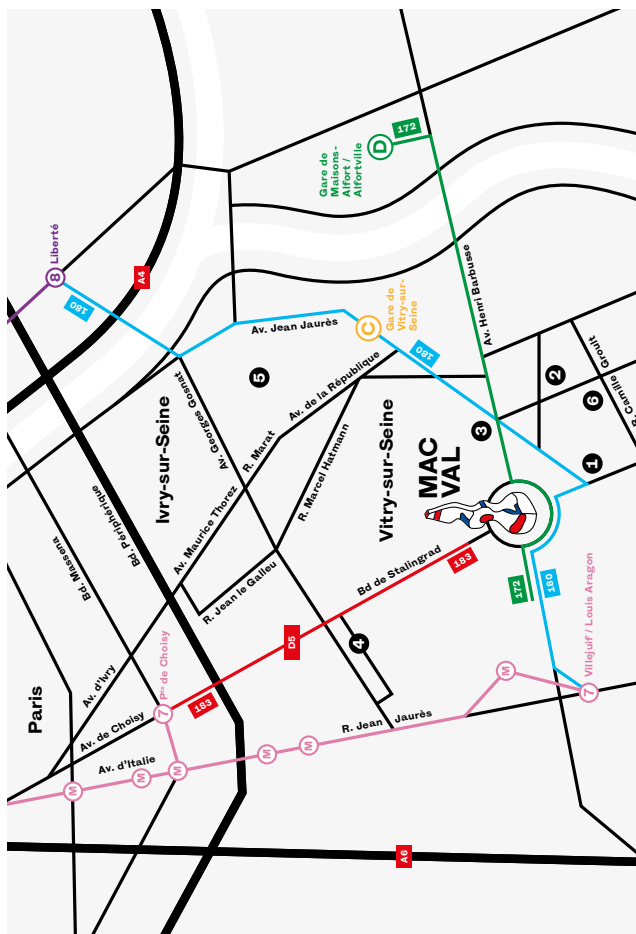 8 Liberté
180
A4
Gare de
Maisons-
Alfort /
Alfortville
D
172
Av. Henri Barbusse
Gare de
Vitry-sur-
Seine
C
180
Av. Jean Jaurès
Av. de la République
5
Av. Georges Gosnat
Ivry-sur-Seine
R. Marat
R. Marcel Hatmann
Av. Maurice Thorez
R. Jean le Galleu
Vitry-sur-Seine
MAC
VAL
3
2
6
1
R. Camille Groult
Bd. Périphérique
Bd. Massena
Bd de Stalingrad
183
172
180
D5
4
7 Pte de Choisy
183
Paris
Av. d'Ivry
Av. de Choisy
Av. d'Italie
M
M
M
M
M
R. Jean Jaurès
M
7 Villejuif / Louis Aragon
A6